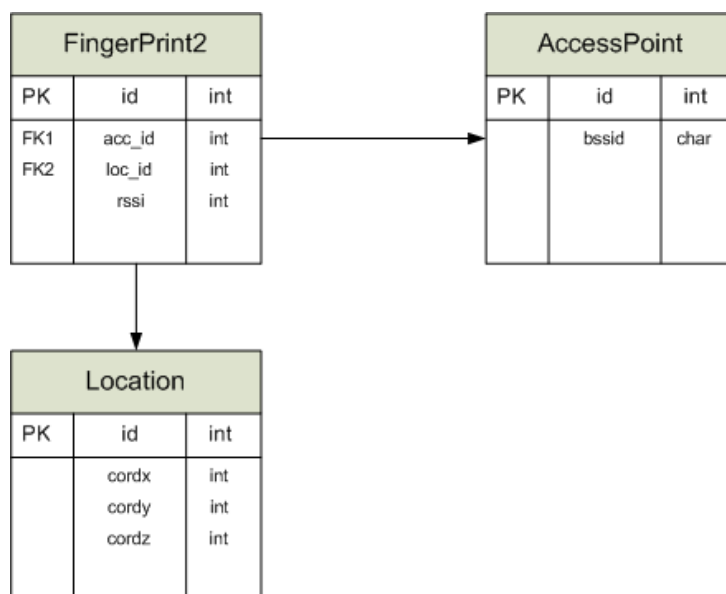 FingerPrint2
PK id int
FK1 acc_id int
FK2 loc_id int
rssi int
AccessPoint
PK id int
bssid char
Location
PK id int
cordx int
cordy int
cordz int